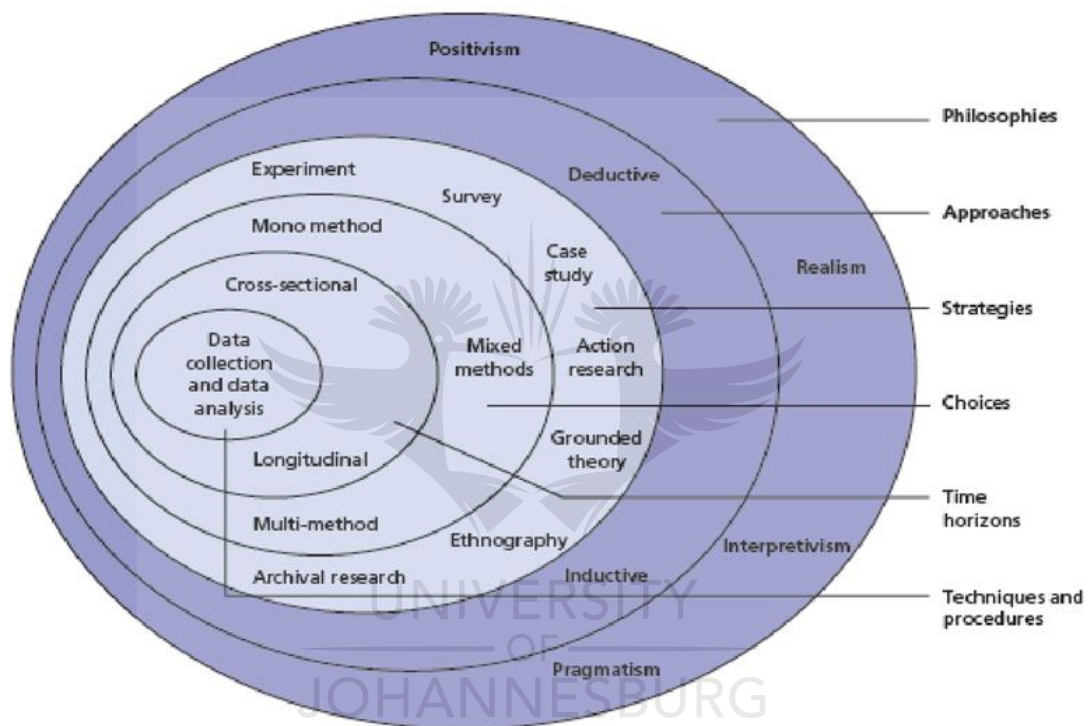 Positivism
Philosophies
Experiment
Deductive
Survey
Approaches
Mono method
Case
study
Realism
Cross-sectional
Strategies
Data
collection
and data
analysis
Mixed
methods
Action
research
Choices
Grounded
theory
Longitudinal
Time
horizons
Multi-method
Ethnography
Interpretivism
Archival research
Inductive
Techniques and
procedures
UNIVERSITY
OF
Pragmatism
JOHANNESBURG